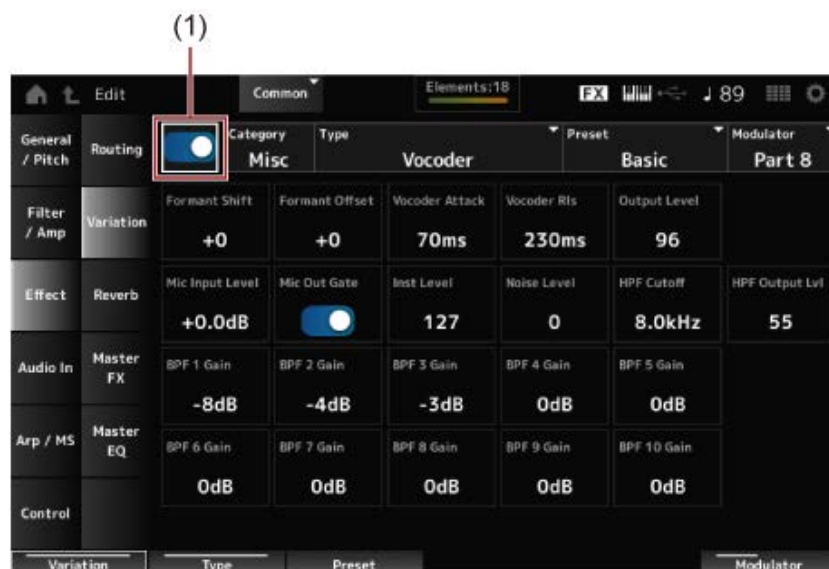 (1)
Edit
Common
Elements:18
FX
♩ 89
General / Pitch
Filter / Amp
Effect
Audio In
Arp / MS
Control
Routing
Variation
Reverb
Master FX
Master EQ
Category
Misc
Type
Vocoder
Preset
Basic
Modulator
Part 8
Formant Shift
+0
Formant Offset
+0
Vocoder Attack
70ms
Vocoder Rls
230ms
Output Level
96
Mic Input Level
+0.0dB
Mic Out Gate
Inst Level
127
Noise Level
0
HPF Cutoff
8.0kHz
HPF Output Lvl
55
BPF 1 Gain
-8dB
BPF 2 Gain
-4dB
BPF 3 Gain
-3dB
BPF 4 Gain
0dB
BPF 5 Gain
0dB
BPF 6 Gain
0dB
BPF 7 Gain
0dB
BPF 8 Gain
0dB
BPF 9 Gain
0dB
BPF 10 Gain
0dB
Variation
Type
Preset
Modulator